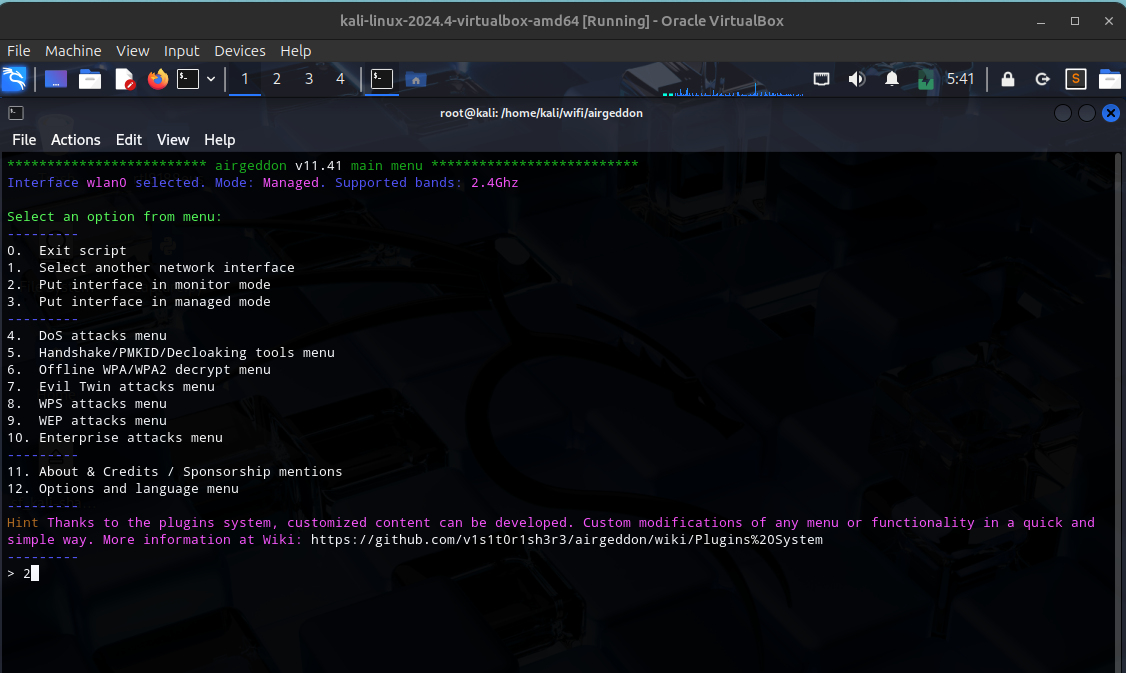 kali-linux-2024.4-virtualbox-amd64 [Running] - Oracle VirtualBox
File Machine View Input Devices Help
1 2 3 4 5:41 S
root@kali: /home/kali/wifi/airgeddon
File Actions Edit View Help
************************* airgeddon v11.41 main menu **************************
Interface wlan0 selected. Mode: Managed. Supported bands: 2.4Ghz
Select an option from menu:
---------
0. Exit script
1. Select another network interface
2. Put interface in monitor mode
3. Put interface in managed mode
---------
4. DoS attacks menu
5. Handshake/PMKID/Decloaking tools menu
6. Offline WPA/WPA2 decrypt menu
7. Evil Twin attacks menu
8. WPS attacks menu
9. WEP attacks menu
10. Enterprise attacks menu
---------
11. About & Credits / Sponsorship mentions
12. Options and language menu
---------
Hint Thanks to the plugins system, customized content can be developed. Custom modifications of any menu or functionality in a quick and
simple way. More information at Wiki: https://github.com/v1s1t0r1sh3r3/airgeddon/wiki/Plugins%20System
---------
> 2